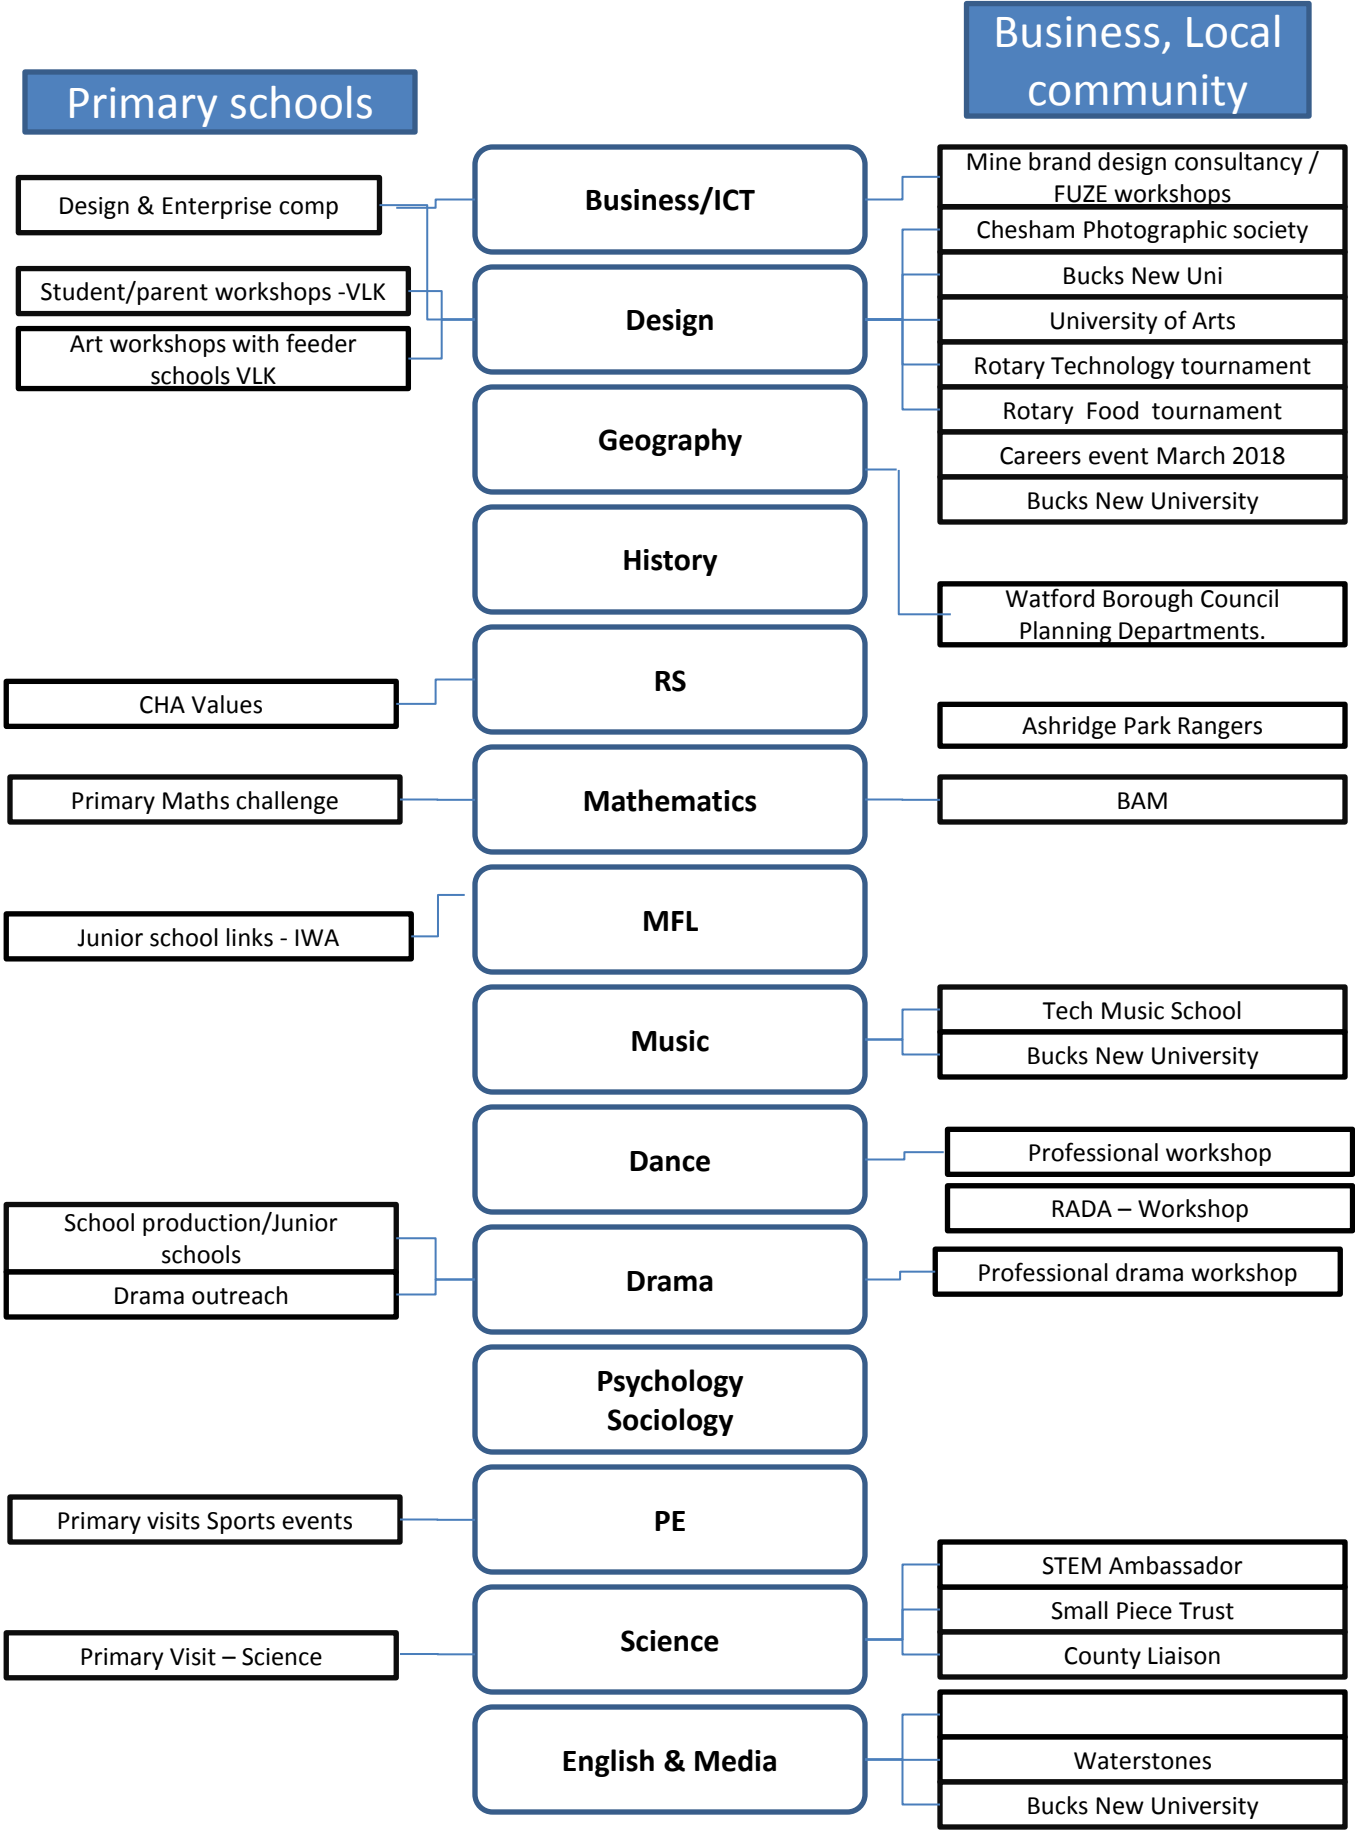 Business, Local
community
Primary schools
Business/ICT
Mine brand design consultancy /
FUZE workshops
Design & Enterprise comp
Chesham Photographic society
Student/parent workshops -VLK
Bucks New Uni
Design
University of Arts
Art workshops with feeder
schools VLK
Rotary Technology tournament
Rotary Food tournament
Geography
Careers event March 2018
Bucks New University
History
Watford Borough Council
Planning Departments.
RS
CHA Values
Ashridge Park Rangers
Primary Maths challenge
Mathematics
BAM
MFL
Junior school links - IWA
Tech Music School
Music
Bucks New University
Dance
Professional workshop
RADA – Workshop
School production/Junior
schools
Drama outreach
Drama
Professional drama workshop
Psychology
Sociology
Primary visits Sports events
PE
STEM Ambassador
Small Piece Trust
Science
Primary Visit – Science
County Liaison
English & Media
Waterstones
Bucks New University